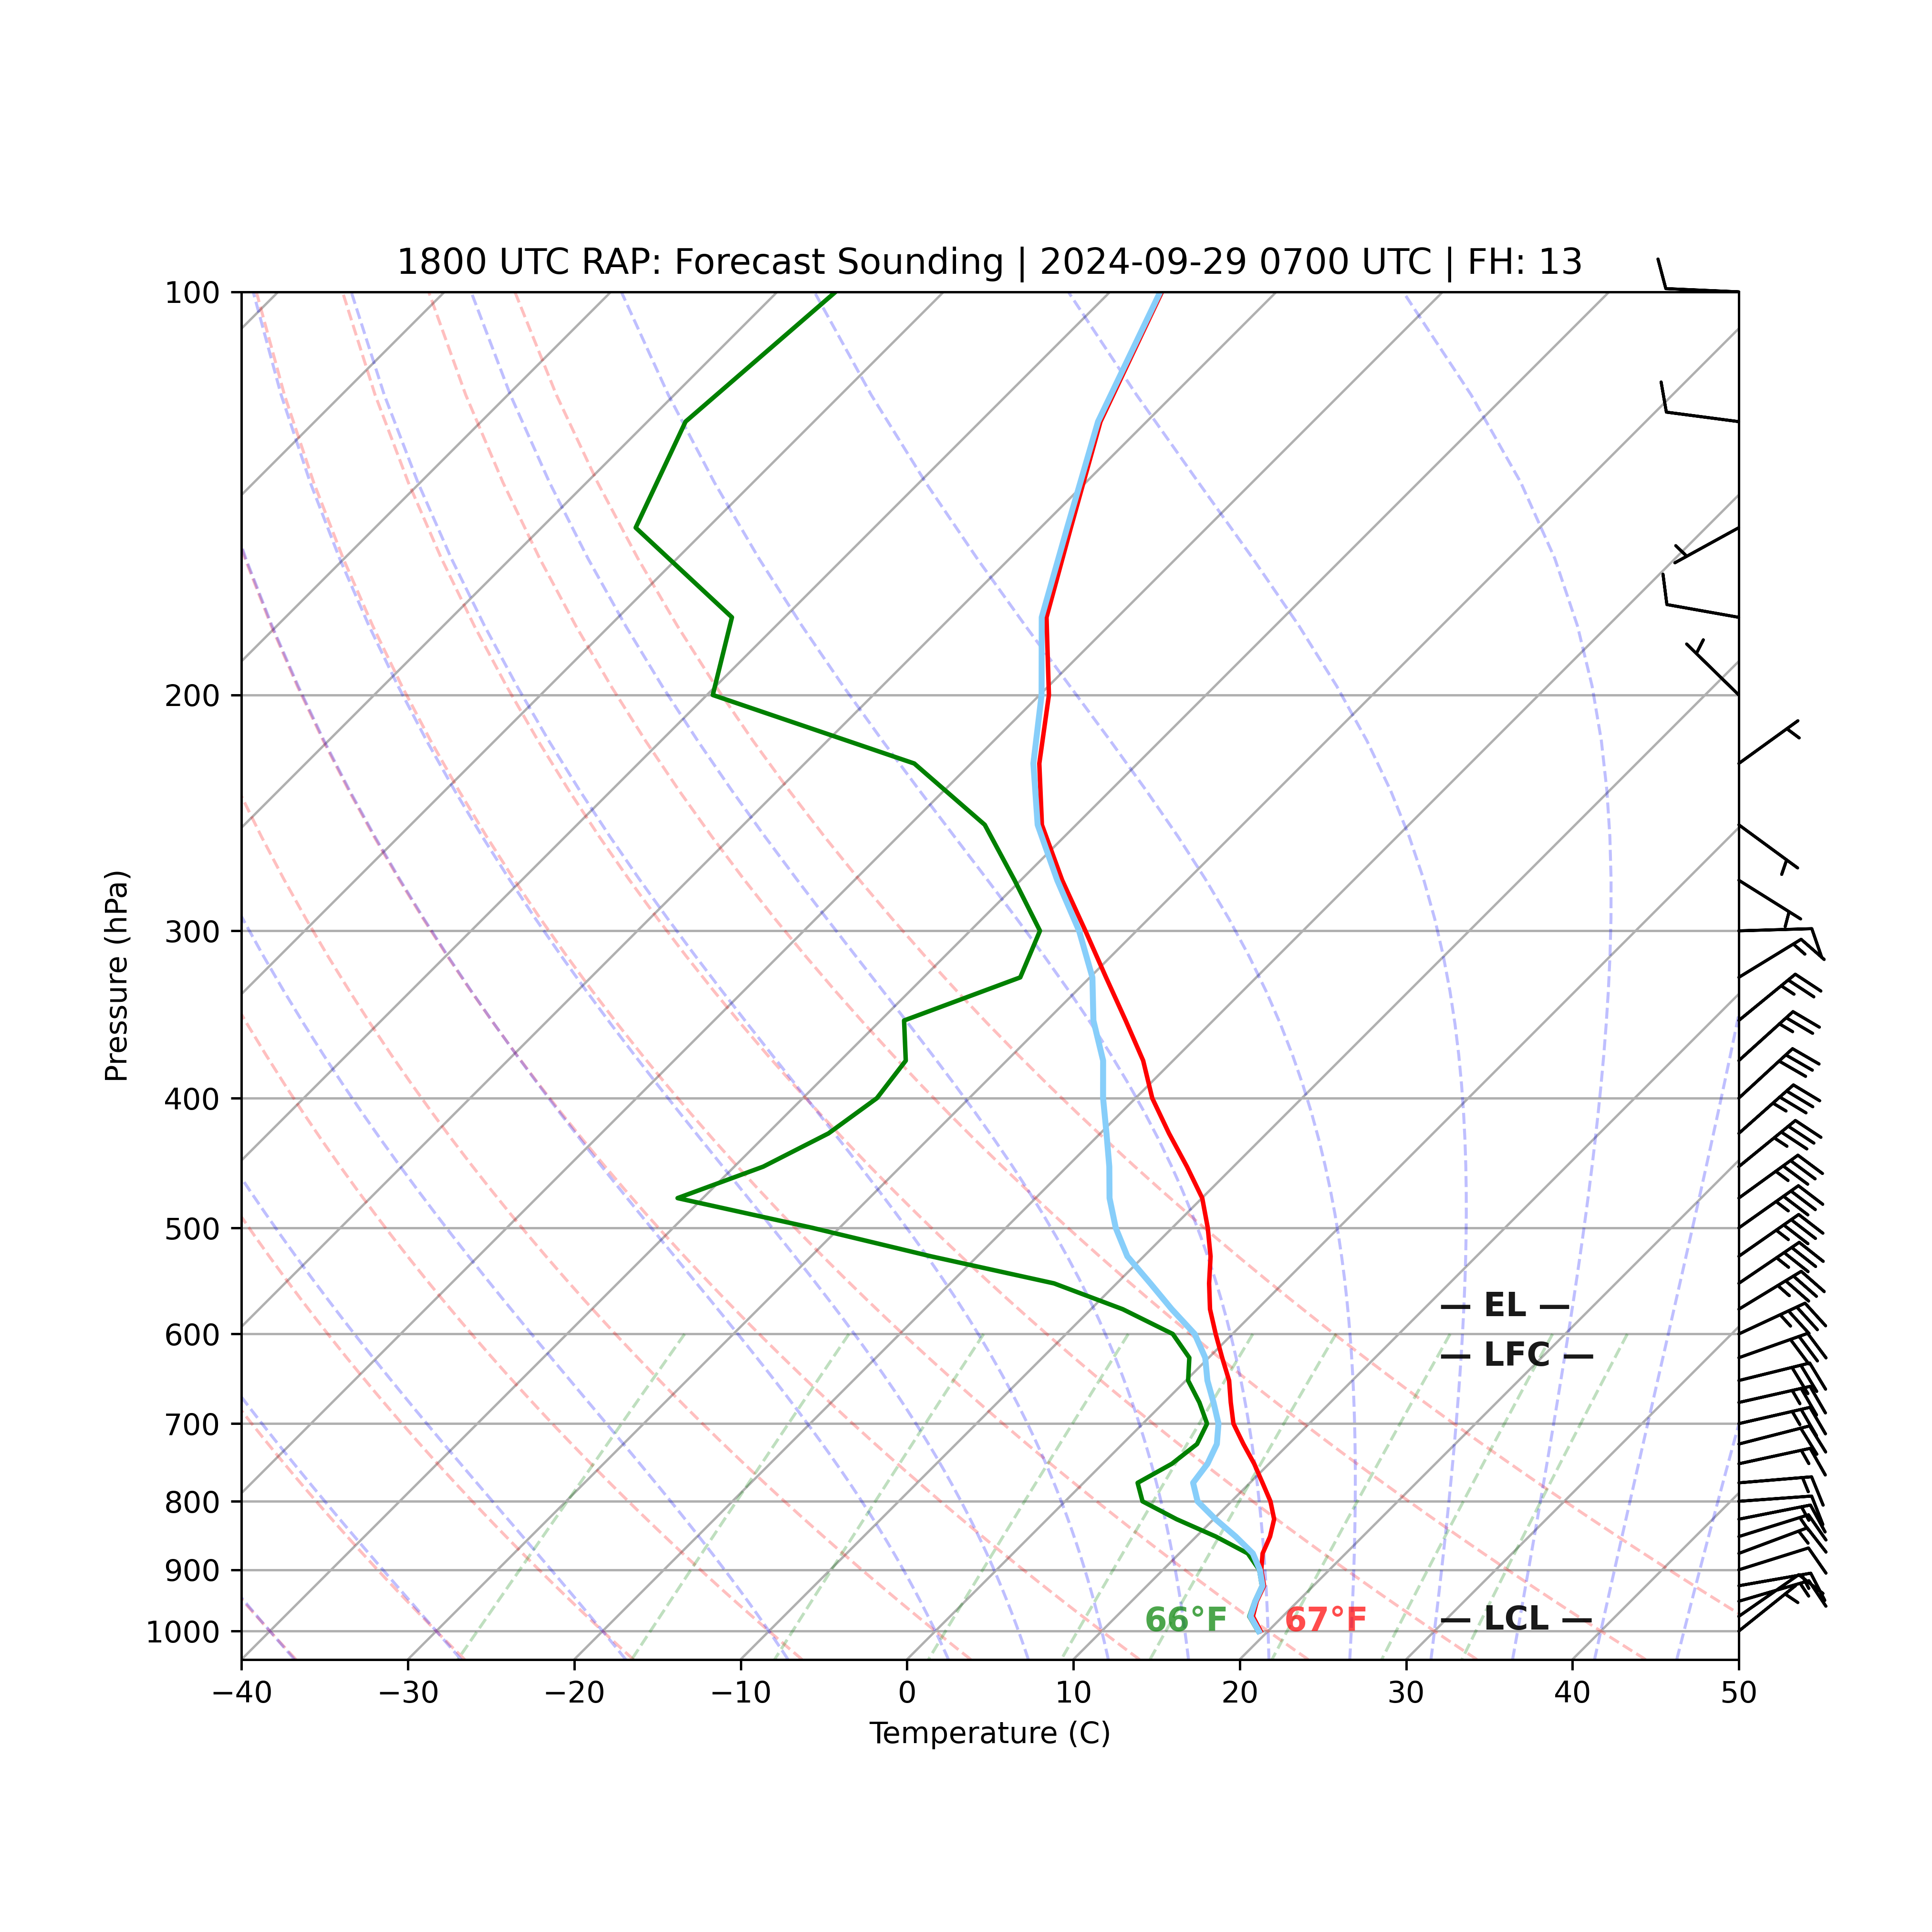 1800 UTC RAP: Forecast Sounding | 2024-09-29 0700 UTC | FH: 13
100
200
300
400
500
600
700
800
900
1000
Pressure (hPa)
— EL —
— LFC —
66°F 67°F — LCL —
−40 −30 −20 −10 0 10 20 30 40 50
Temperature (C)